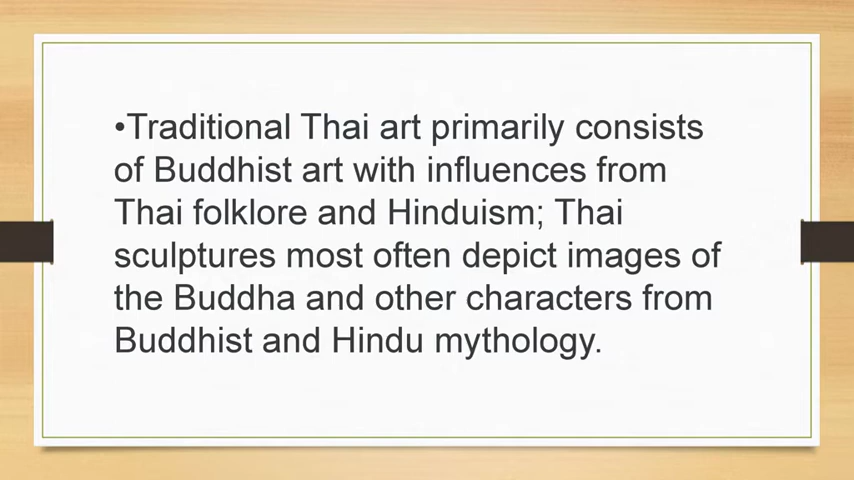 •Traditional Thai art primarily consists
of Buddhist art with influences from
Thai folklore and Hinduism; Thai
sculptures most often depict images of
the Buddha and other characters from
Buddhist and Hindu mythology.